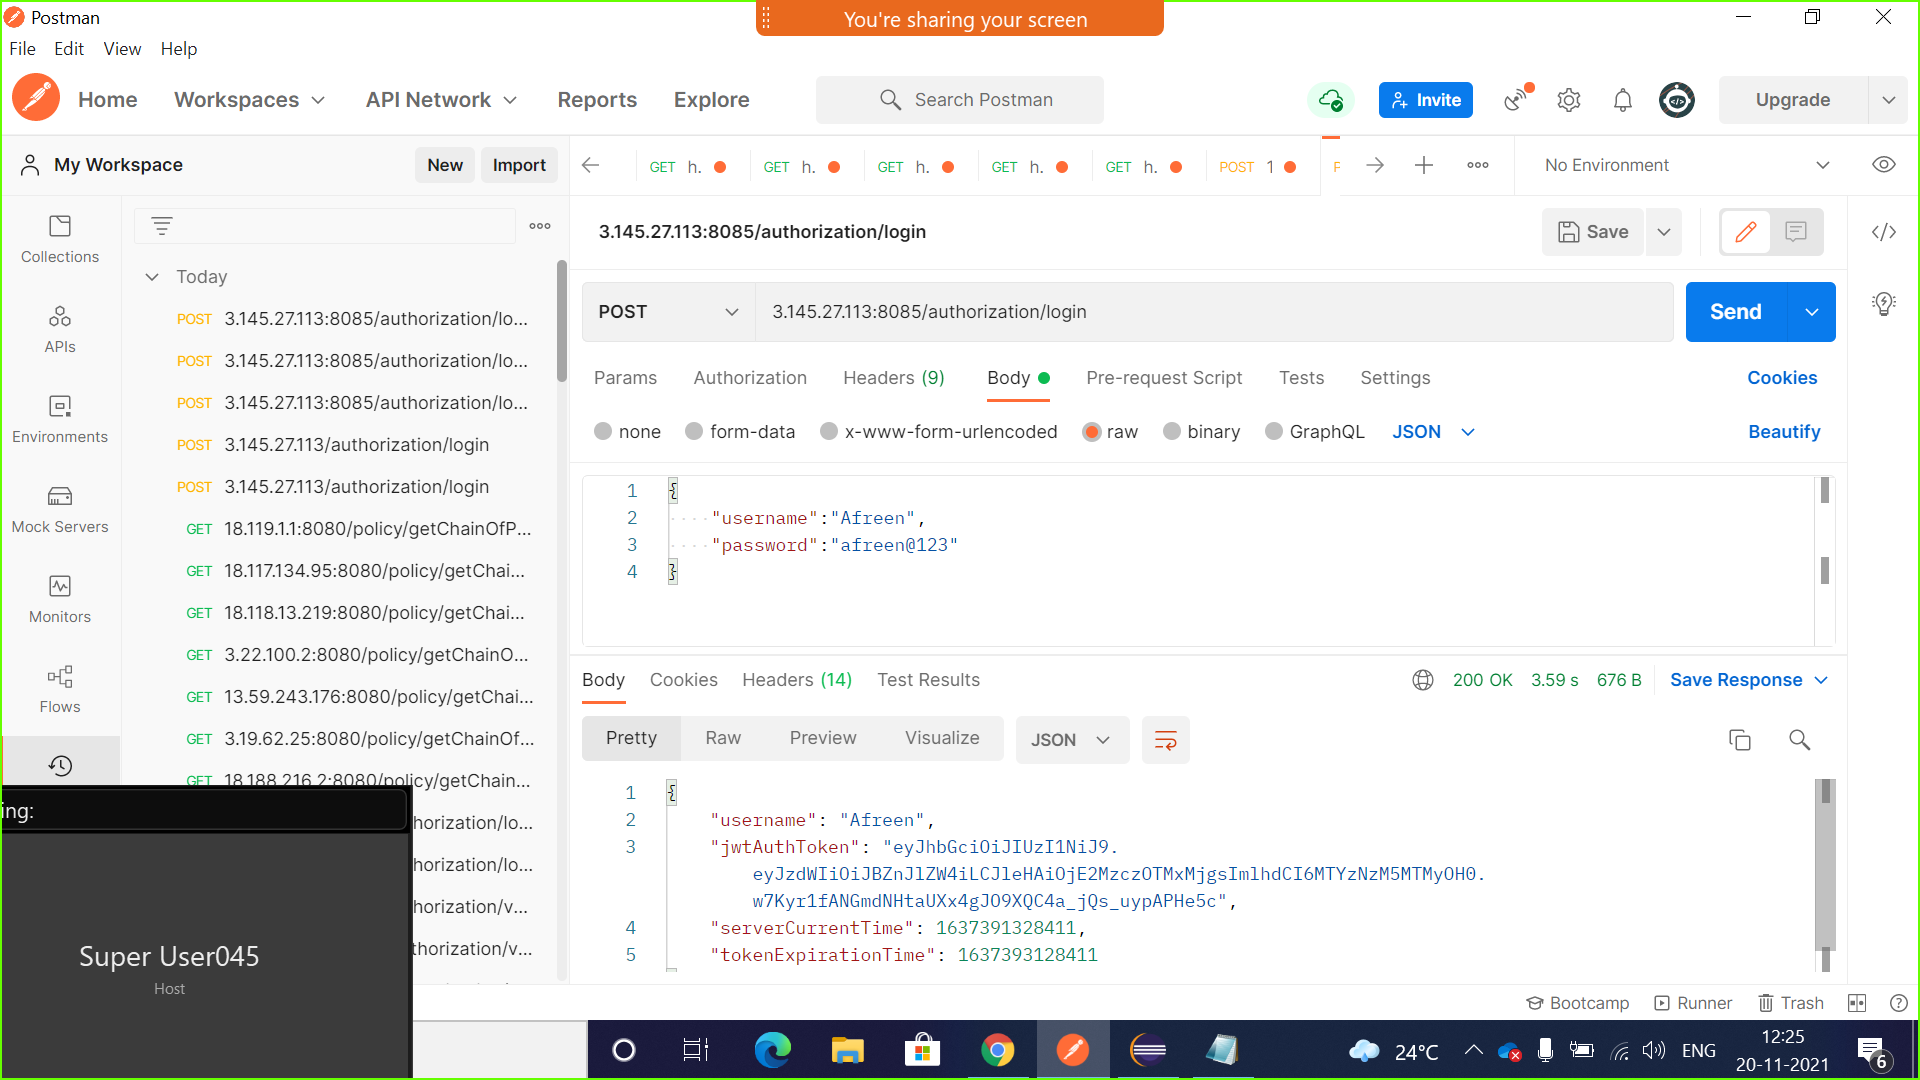 Postman
You're sharing your screen
File Edit View Help
Home Workspaces API Network Reports Explore
Search Postman
Invite
Upgrade
My Workspace
New
Import
GET h.
GET h.
GET h.
GET h.
GET h.
POST 1
No Environment
Collections
APIs
Environments
Mock Servers
Monitors
Flows
Today
POST 3.145.27.113:8085/authorization/lo...
POST 3.145.27.113:8085/authorization/lo...
POST 3.145.27.113:8085/authorization/lo...
POST 3.145.27.113/authorization/login
POST 3.145.27.113/authorization/login
GET 18.119.1.1:8080/policy/getChainOfP...
GET 18.117.134.95:8080/policy/getChai...
GET 18.118.13.219:8080/policy/getChai...
GET 3.22.100.2:8080/policy/getChainO...
GET 13.59.243.176:8080/policy/getChai...
GET 3.19.62.25:8080/policy/getChainOf...
GET 18.188.216.2:8080/policy/getChain...
horization/lo...
horization/lo...
horization/v...
thorization/v...
3.145.27.113:8085/authorization/login
Save
POST
3.145.27.113:8085/authorization/login
Send
Params Authorization Headers (9) Body Pre-request Script Tests Settings
Cookies
none form-data x-www-form-urlencoded raw binary GraphQL JSON
Beautify
1 {
2 "username":"Afreen",
3 "password":"afreen@123"
4 }
Body Cookies Headers (14) Test Results
200 OK 3.59 s 676 B
Save Response
Pretty Raw Preview Visualize JSON
1 {
2 "username": "Afreen",
3 "jwtAuthToken": "eyJhbGciOiJIUzI1NiJ9.
eyJzdWIiOiJBZnJlZW4iLCJleHAiOjE2MzczOTMxMjgsImlhdCI6MTYzNzM5MTMyOH0.
w7Kyr1fANGmdNHtaUXx4gJO9XQC4a_jQs_uypAPHe5c",
4 "serverCurrentTime": 1637391328411,
5 "tokenExpirationTime": 1637393128411
ing:
Super User045
Host
Bootcamp Runner Trash
24°C
ENG
12:25
20-11-2021
6